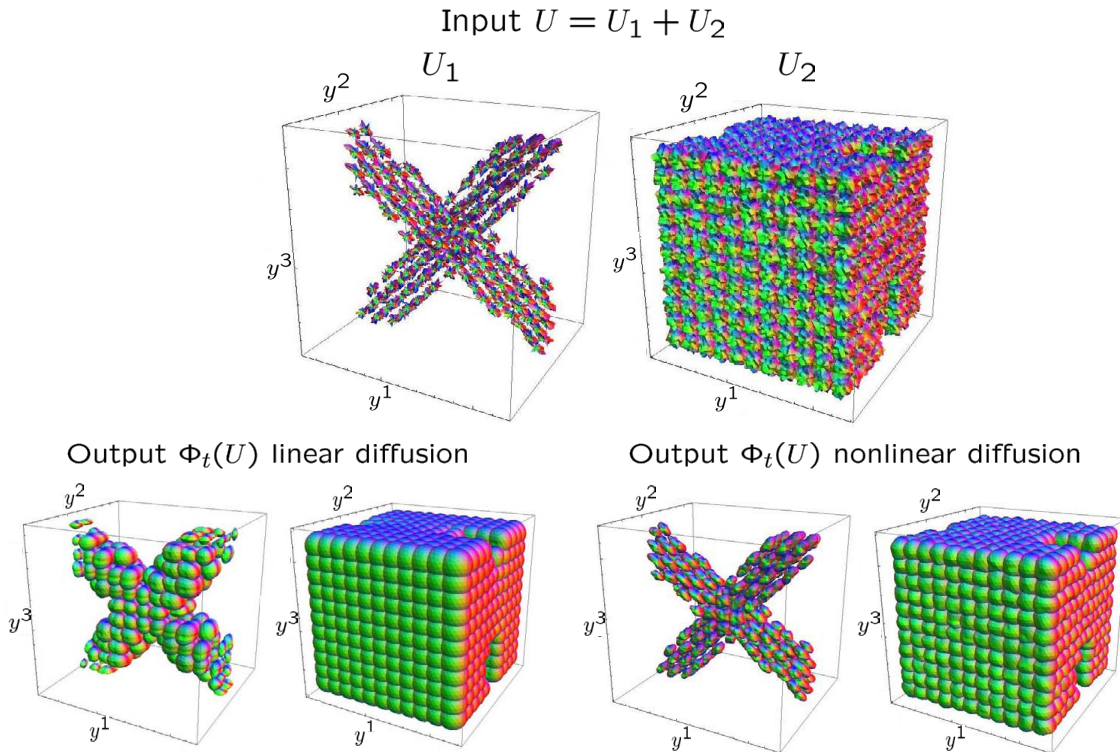 Input U = U₁ + U₂
U₁
U₂
y²
y²
y³
y³
y¹
y¹
Output Φₜ(U) linear diffusion
Output Φₜ(U) nonlinear diffusion
y²
y²
y²
y²
y³
y³
y³
y³
y¹
y¹
y¹
y¹